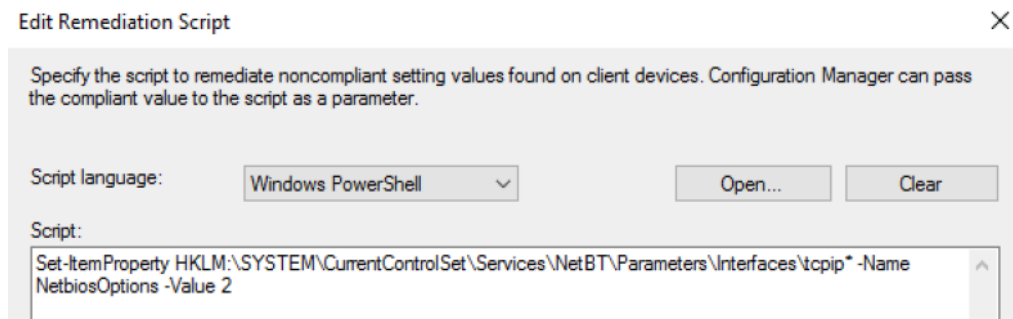 Edit Remediation Script
Specify the script to remediate noncompliant setting values found on client devices. Configuration Manager can pass
the compliant value to the script as a parameter.
Script language:
Windows PowerShell
Open...
Clear
Script:
Set-ItemProperty HKLM:\SYSTEM\CurrentControlSet\Services\NetBT\Parameters\Interfaces\tcpip* -Name
NetbiosOptions -Value 2